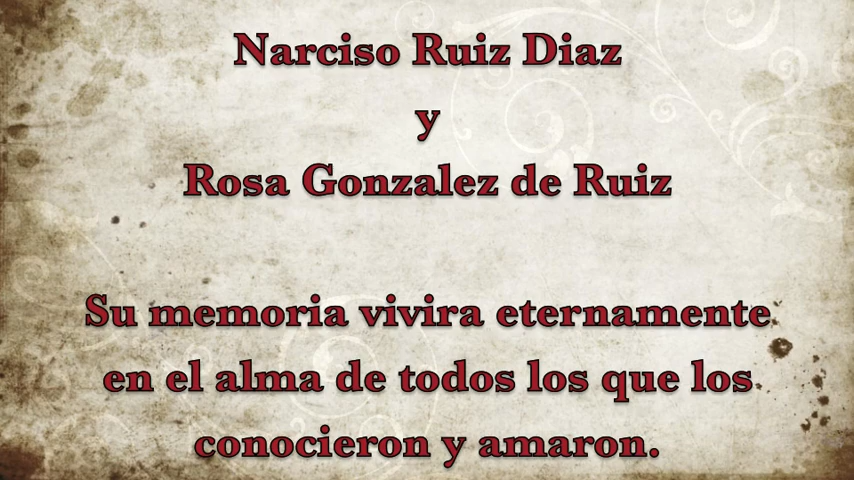 Narciso Ruiz Diaz
y
Rosa Gonzalez de Ruiz
Su memoria vivira eternamente
en el alma de todos los que los
conocieron y amaron.